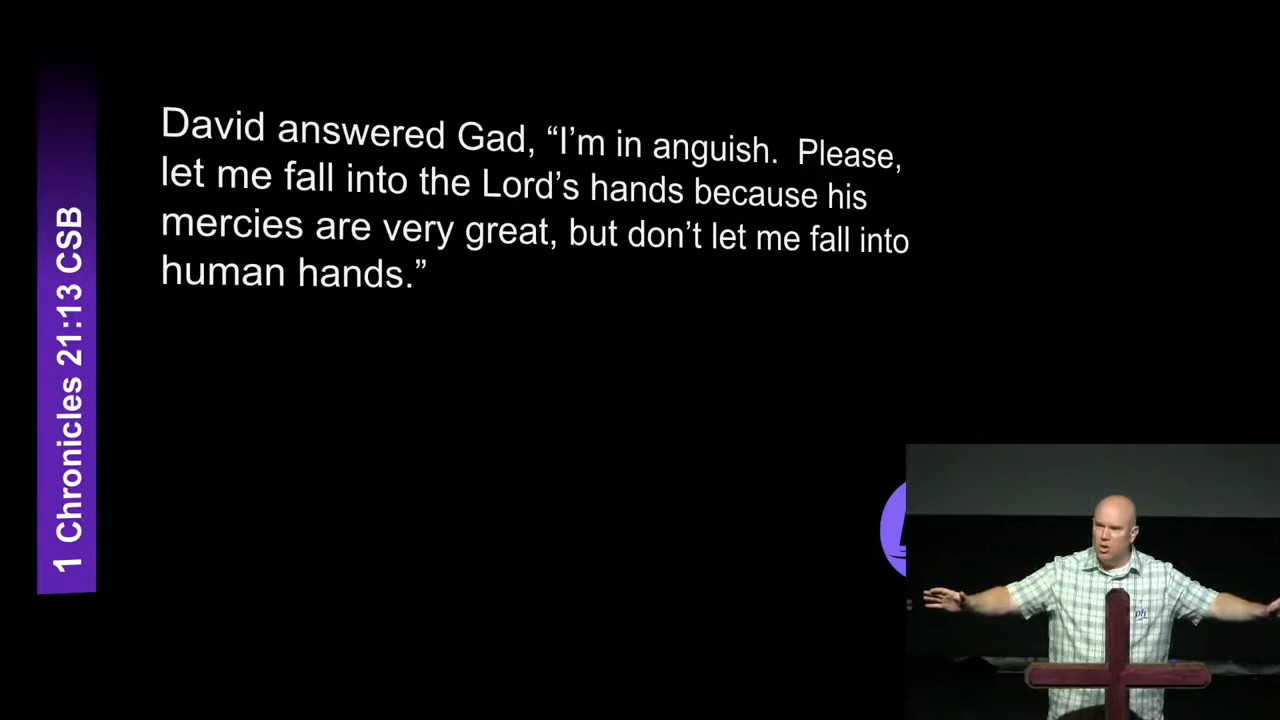 David answered Gad, “I’m in anguish.  Please,
let me fall into the Lord’s hands because his
mercies are very great, but don’t let me fall into
human hands.”
1 Chronicles 21:13 CSB
ph